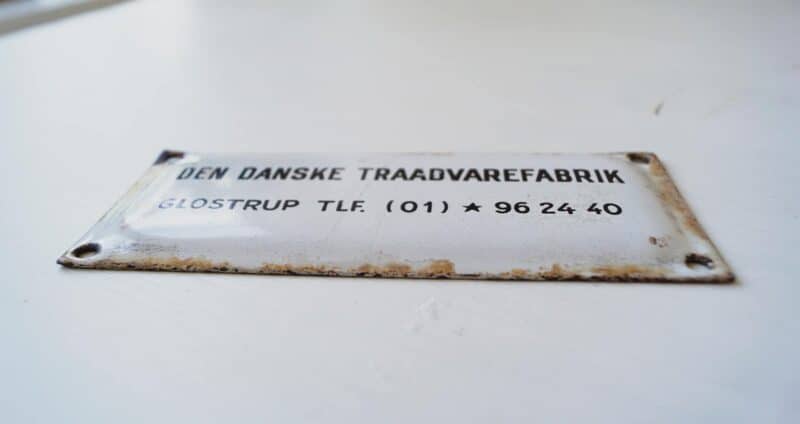 DEN DANSKE TRAADVAREFABRIK
GLOSTRUP TLF. (01) ★ 96 24 40